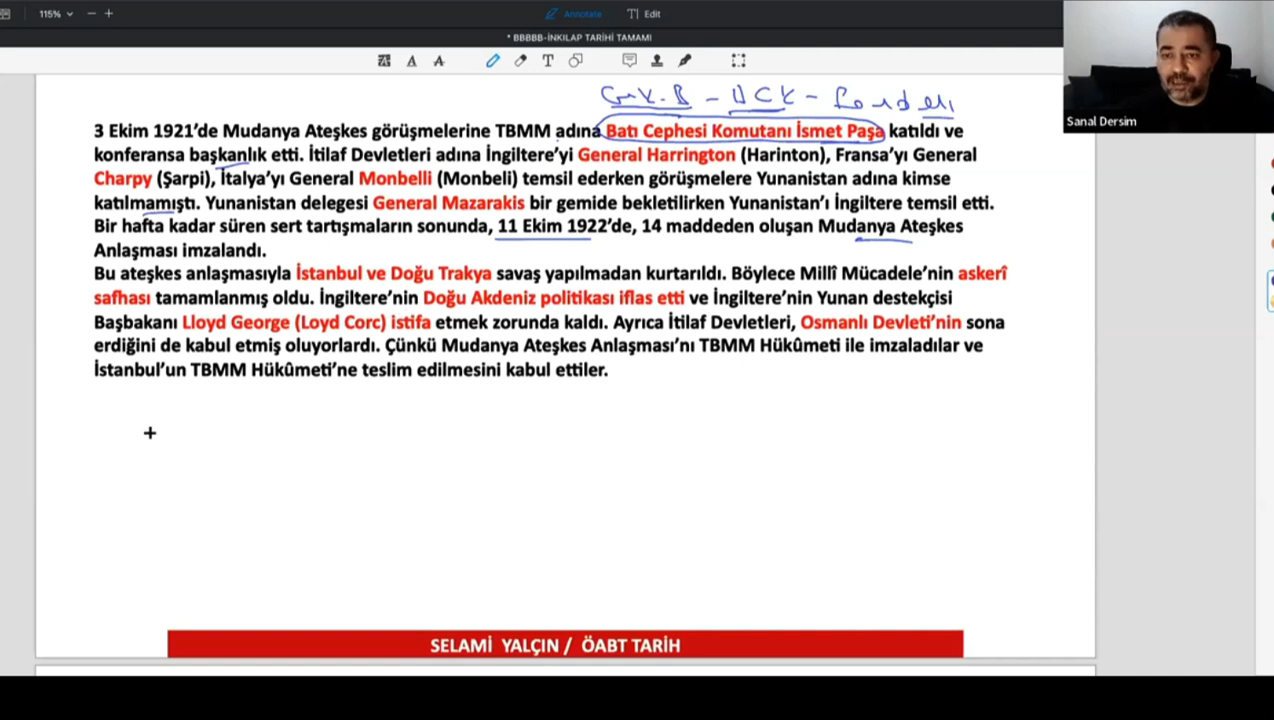 115%
Annotate
Edit
* BBBBB-İNKILAP TARİHİ TAMAMI
Sanal Dersim
3 Ekim 1921’de Mudanya Ateşkes görüşmelerine TBMM adına Batı Cephesi Komutanı İsmet Paşa katıldı ve
konferansa başkanlık etti. İtilaf Devletleri adına İngiltere’yi General Harrington (Harinton), Fransa’yı General
Charpy (Şarpi), İtalya’yı General Monbelli (Monbeli) temsil ederken görüşmelere Yunanistan adına kimse
katılmamıştı. Yunanistan delegesi General Mazarakis bir gemide bekletilirken Yunanistan’ı İngiltere temsil etti.
Bir hafta kadar süren sert tartışmaların sonunda, 11 Ekim 1922’de, 14 maddeden oluşan Mudanya Ateşkes
Anlaşması imzalandı.
Bu ateşkes anlaşmasıyla İstanbul ve Doğu Trakya savaş yapılmadan kurtarıldı. Böylece Millî Mücadele’nin askerî
safhası tamamlanmış oldu. İngiltere’nin Doğu Akdeniz politikası iflas etti ve İngiltere’nin Yunan destekçisi
Başbakanı Lloyd George (Loyd Corc) istifa etmek zorunda kaldı. Ayrıca İtilaf Devletleri, Osmanlı Devleti’nin sona
erdiğini de kabul etmiş oluyorlardı. Çünkü Mudanya Ateşkes Anlaşması’nı TBMM Hükûmeti ile imzaladılar ve
İstanbul’un TBMM Hükûmeti’ne teslim edilmesini kabul ettiler.
SELAMİ YALÇIN / ÖABT TARİH